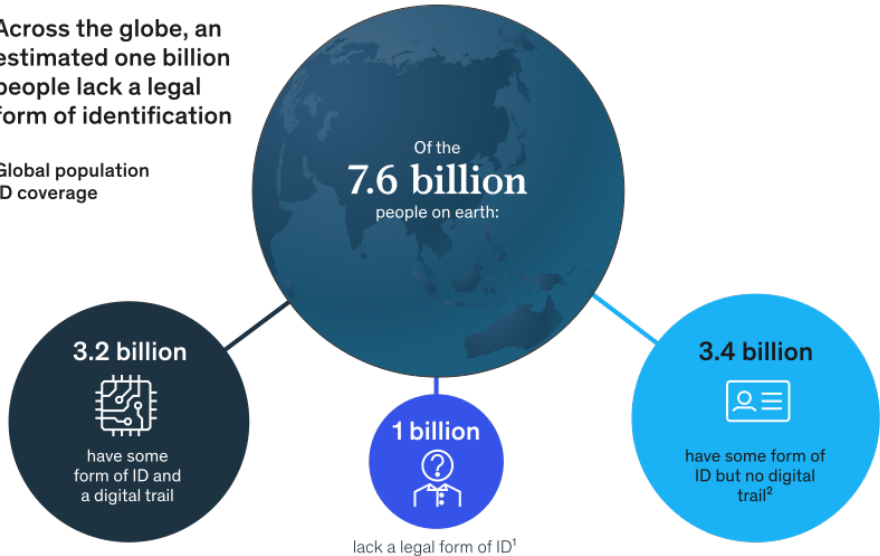 Across the globe, an
estimated one billion
people lack a legal
form of identification
Global population
ID coverage
Of the
7.6 billion
people on earth:
3.2 billion
have some
form of ID and
a digital trail
1 billion
lack a legal form of ID¹
3.4 billion
have some form of
ID but no digital
trail²